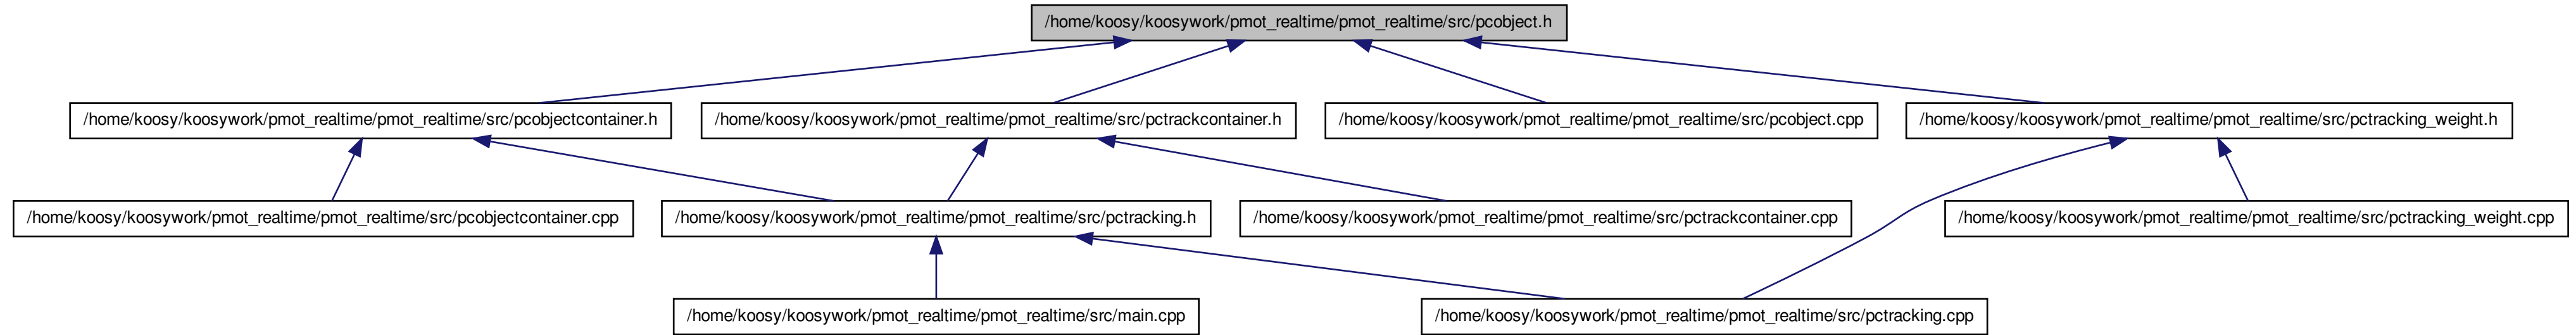 /home/koosy/koosywork/pmot_realtime/pmot_realtime/src/pcobject.h
/home/koosy/koosywork/pmot_realtime/pmot_realtime/src/pcobjectcontainer.h
/home/koosy/koosywork/pmot_realtime/pmot_realtime/src/pctrackcontainer.h
/home/koosy/koosywork/pmot_realtime/pmot_realtime/src/pcobject.cpp
/home/koosy/koosywork/pmot_realtime/pmot_realtime/src/pctracking_weight.h
/home/koosy/koosywork/pmot_realtime/pmot_realtime/src/pcobjectcontainer.cpp
/home/koosy/koosywork/pmot_realtime/pmot_realtime/src/pctracking.h
/home/koosy/koosywork/pmot_realtime/pmot_realtime/src/pctrackcontainer.cpp
/home/koosy/koosywork/pmot_realtime/pmot_realtime/src/pctracking_weight.cpp
/home/koosy/koosywork/pmot_realtime/pmot_realtime/src/main.cpp
/home/koosy/koosywork/pmot_realtime/pmot_realtime/src/pctracking.cpp